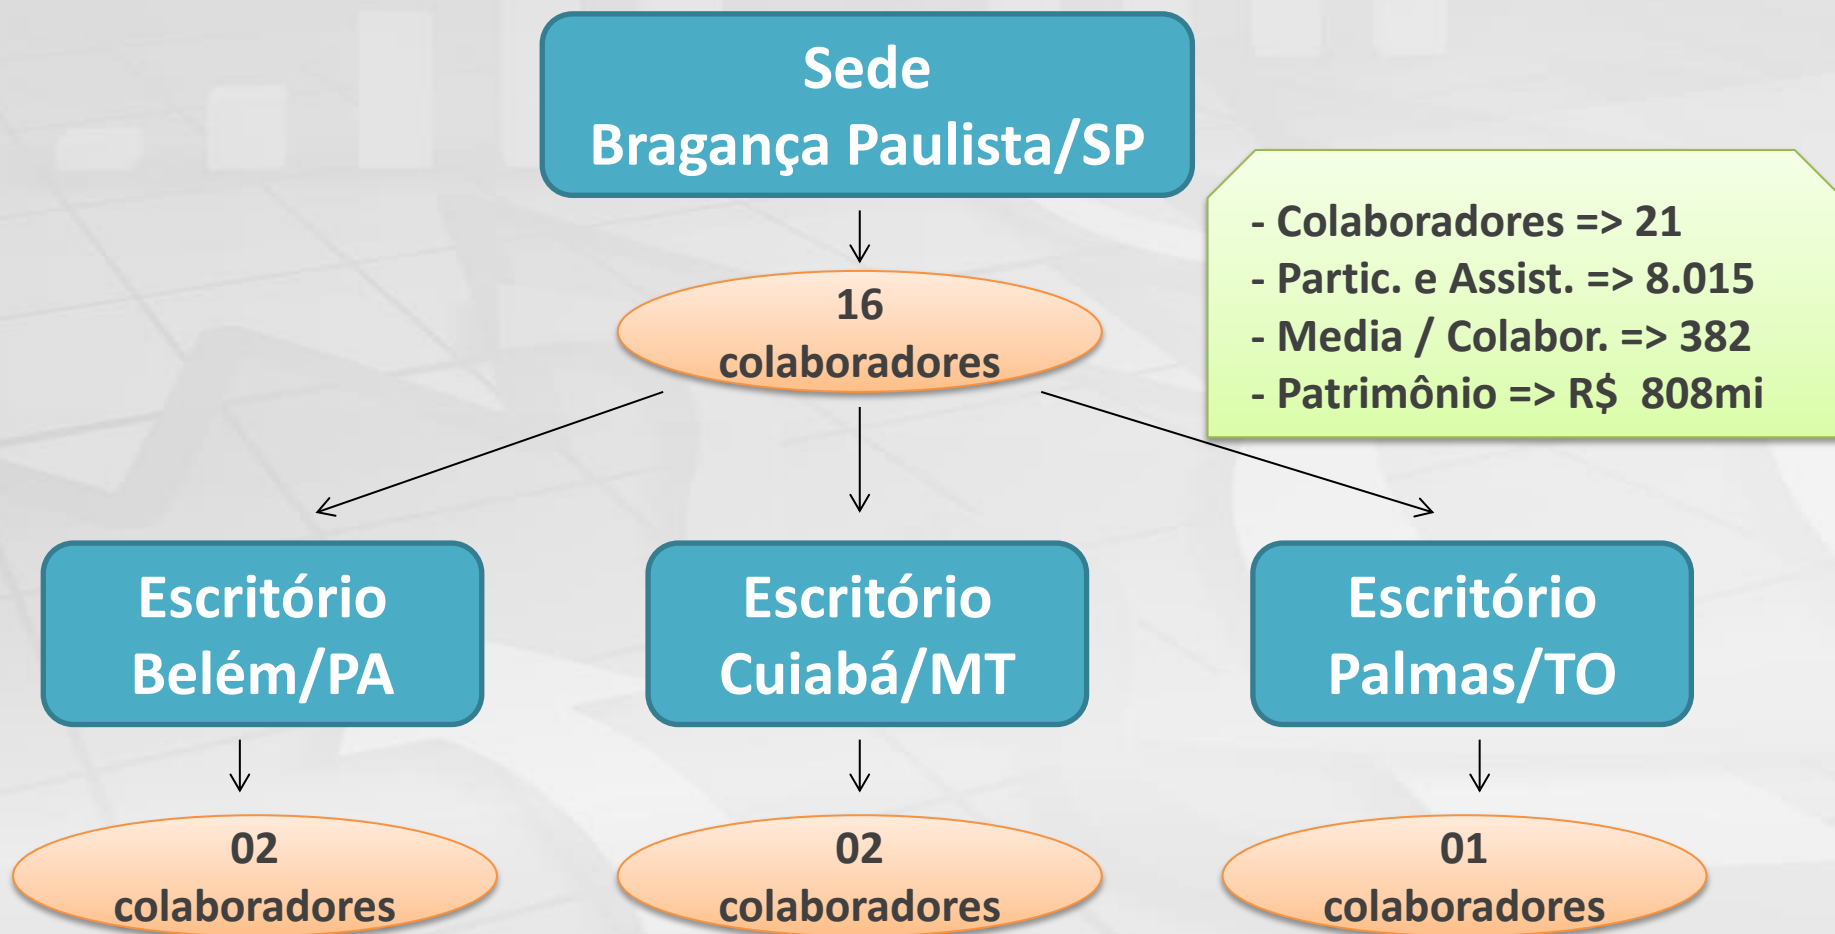 Sede
Bragança Paulista/SP
16
colaboradores
- Colaboradores => 21
- Partic. e Assist. => 8.015
- Media / Colabor. => 382
- Patrimônio => R$  808mi
Escritório
Belém/PA
02
colaboradores
Escritório
Cuiabá/MT
02
colaboradores
Escritório
Palmas/TO
01
colaboradores